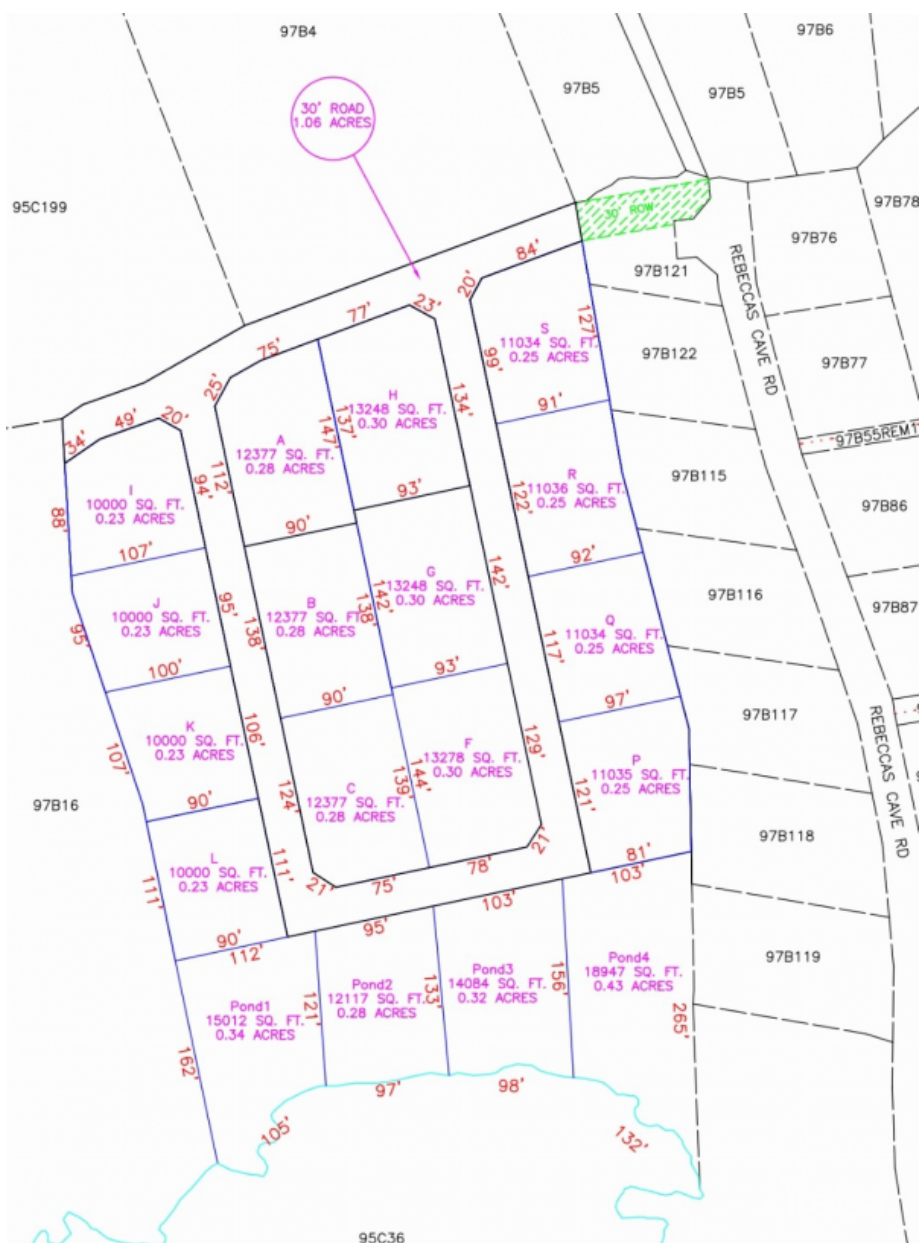 97B4
97B6
97B5
97B5
30' ROAD
1.06 ACRES
95C199
97B78
30' ROW
97B76
84'
REBECCAS CAVE RD
97B121
20'
23'
77'
127'
S
11034 SQ. FT.
0.25 ACRES
75'
99'
97B122
97B77
25'
H
13248 SQ. FT.
0.30 ACRES
134'
137'
147'
91'
20'
49'
34'
A
12377 SQ. FT.
0.28 ACRES
97B55REM1
112'
94'
I
10000 SQ. FT.
0.23 ACRES
88'
R
11036 SQ. FT.
0.25 ACRES
97B115
122'
93'
97B86
90'
107'
92'
142'
G
13248 SQ. FT.
0.30 ACRES
142'
138'
J
10000 SQ. FT.
0.23 ACRES
95'
95'
B
12377 SQ. FT.
0.28 ACRES
138'
97B116
97B87
Q
11034 SQ. FT.
0.25 ACRES
117'
93'
100'
90'
97'
97B117
REBECCAS CAVE RD
K
10000 SQ. FT.
0.23 ACRES
106'
107'
F
13278 SQ. FT.
0.30 ACRES
129'
144'
139'
P
11035 SQ. FT.
0.25 ACRES
121'
C
12377 SQ. FT.
0.28 ACRES
124'
97B16
90'
97B118
21'
L
10000 SQ. FT.
0.23 ACRES
111'
111'
81'
103'
78'
75'
21'
103'
95'
90'
112'
97B119
Pond4
18947 SQ. FT.
0.43 ACRES
Pond3
14084 SQ. FT.
0.32 ACRES
156'
Pond2
12117 SQ. FT.
0.28 ACRES
133'
Pond1
15012 SQ. FT.
0.34 ACRES
121'
265'
162'
97'
98'
105'
132'
95C36